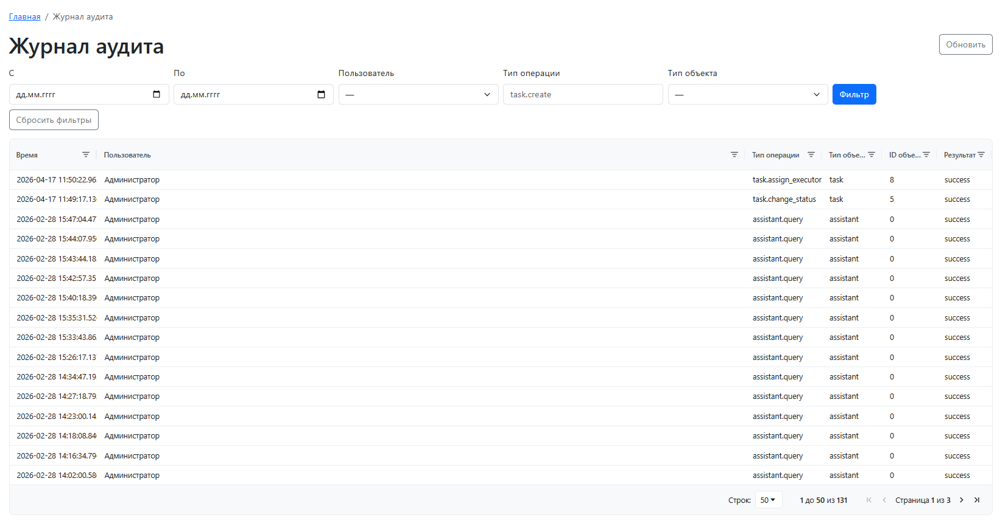 Главная / Журнал аудита
Журнал аудита
Обновить
С По Пользователь Тип операции Тип объекта
дд.мм.гггг дд.мм.гггг — task.create — Фильтр
Сбросить фильтры
Время Пользователь Тип операции Тип объе... ID объе... Результат
2026-04-17 11:50:22.96 Администратор task.assign_executor task 8 success
2026-04-17 11:49:17.13 Администратор task.change_status task 5 success
2026-02-28 15:47:04.47 Администратор assistant.query assistant 0 success
2026-02-28 15:44:07.95 Администратор assistant.query assistant 0 success
2026-02-28 15:43:44.18 Администратор assistant.query assistant 0 success
2026-02-28 15:42:57.35 Администратор assistant.query assistant 0 success
2026-02-28 15:40:18.39 Администратор assistant.query assistant 0 success
2026-02-28 15:35:31.52 Администратор assistant.query assistant 0 success
2026-02-28 15:33:43.86 Администратор assistant.query assistant 0 success
2026-02-28 15:26:17.13 Администратор assistant.query assistant 0 success
2026-02-28 14:34:47.19 Администратор assistant.query assistant 0 success
2026-02-28 14:27:18.79 Администратор assistant.query assistant 0 success
2026-02-28 14:23:00.14 Администратор assistant.query assistant 0 success
2026-02-28 14:18:08.84 Администратор assistant.query assistant 0 success
2026-02-28 14:16:34.79 Администратор assistant.query assistant 0 success
2026-02-28 14:02:00.58 Администратор assistant.query assistant 0 success
Строк: 50 1 до 50 из 131 Страница 1 из 3